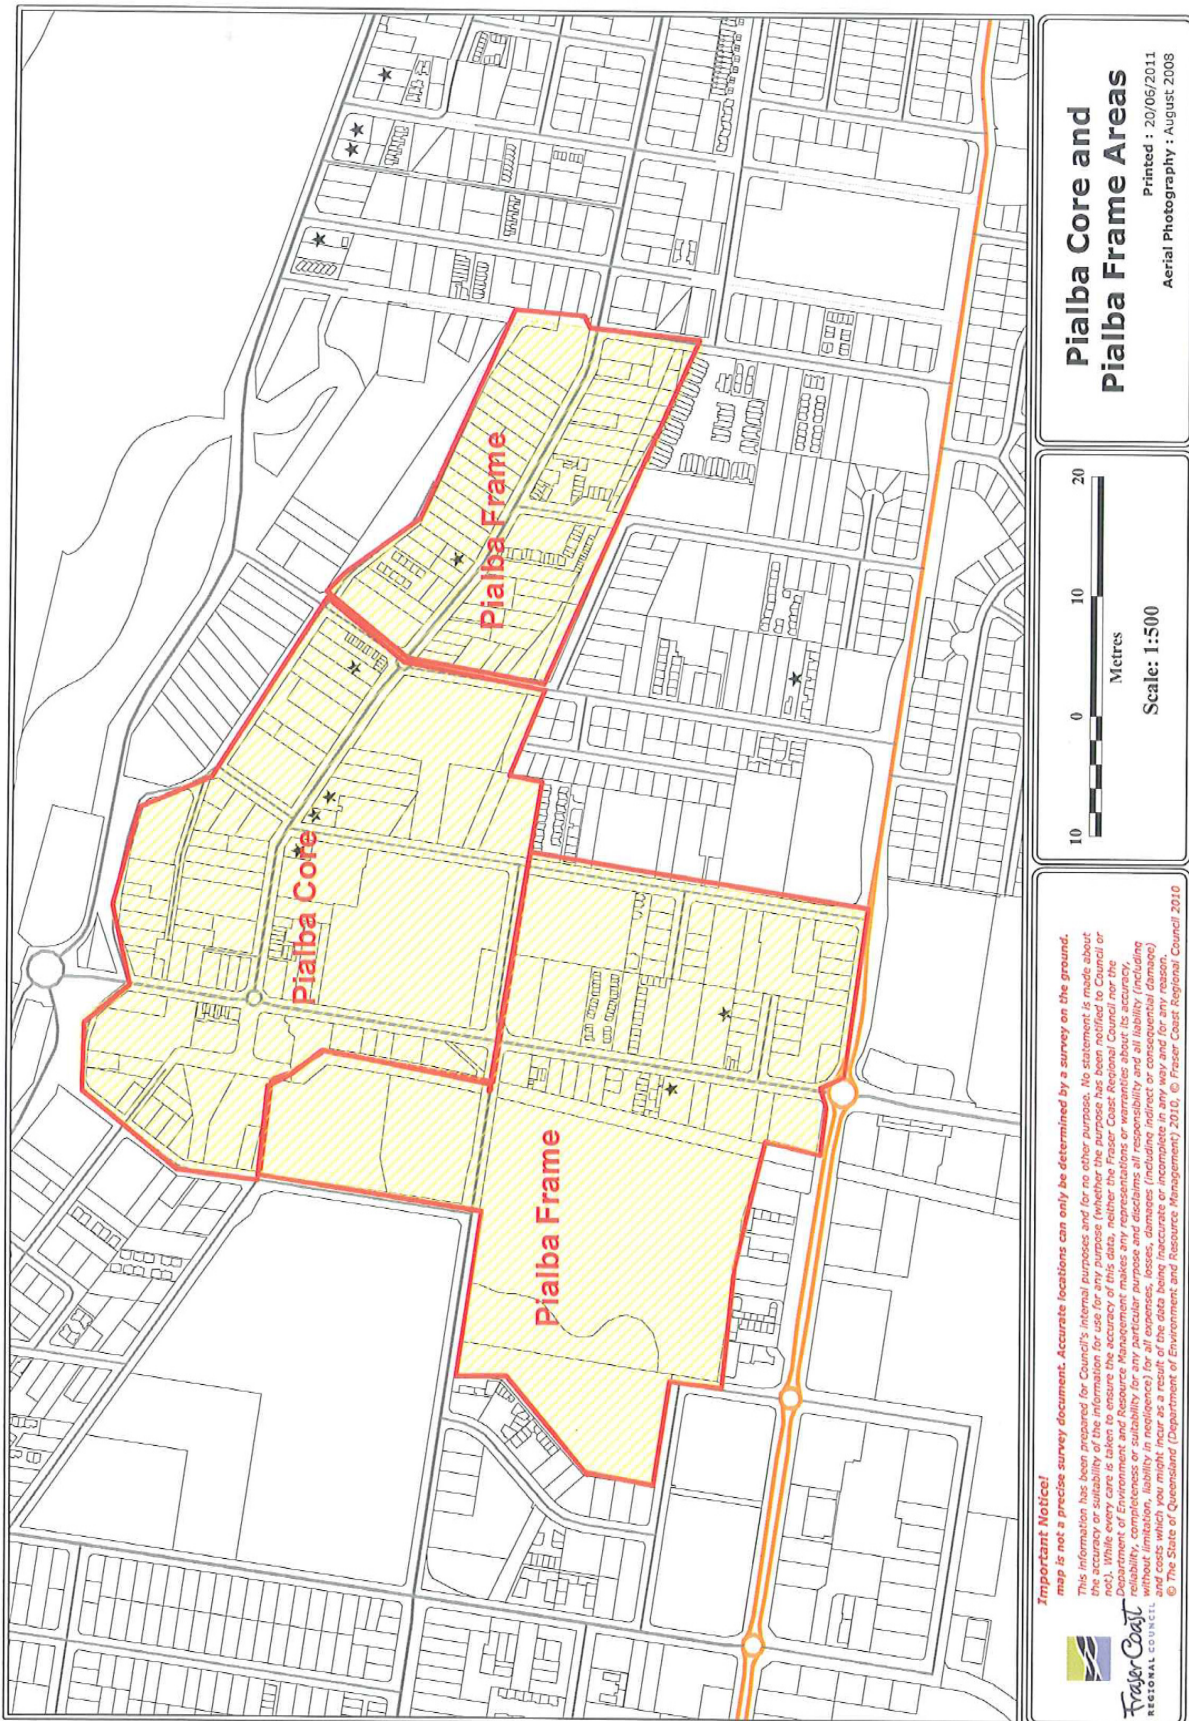 Pialba Core
Pialba Frame
Pialba Frame
Important Notice!
map is not a precise survey document. Accurate locations can only be determined by a survey on the ground.
This information has been prepared for Council's internal purposes and for no other purpose. No statement is made about
the accuracy or suitability of the information for use for any purpose (whether the purpose has been notified to Council or
not). While every care is taken to ensure the accuracy of this data, neither the Fraser Coast Regional Council nor the
Department of Environment and Resource Management makes any representations or warranties about its accuracy,
reliability, completeness or suitability for any particular purpose and disclaims all responsibility and all liability (including
without limitation, liability in negligence) for all expenses, losses, damages (including indirect or consequential damage)
and costs which you might incur as a result of the data being inaccurate or incomplete in any way and for any reason.
© The State of Queensland (Department of Environment and Resource Management) 2010, © Fraser Coast Regional Council 2010
Fraser Coast
REGIONAL COUNCIL
10 0 10 20
Metres
Scale: 1:500
Pialba Core and
Pialba Frame Areas
Printed : 20/06/2011
Aerial Photography : August 2008